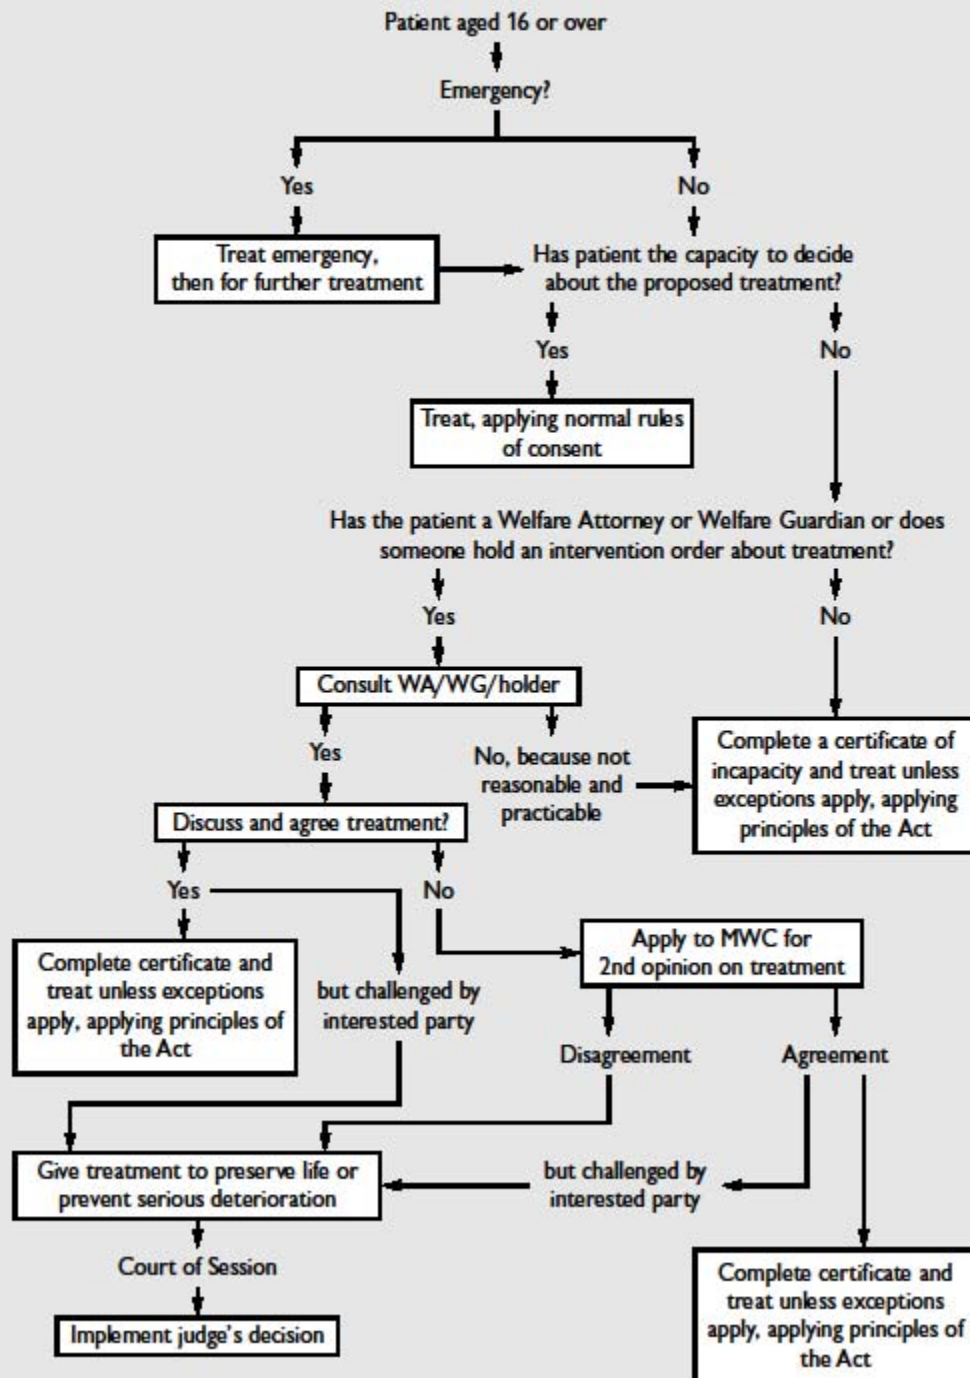 Patient aged 16 or over
Emergency?
Yes
No
Treat emergency,
then for further treatment
Has patient the capacity to decide
about the proposed treatment?
Yes
No
Treat, applying normal rules
of consent
Has the patient a Welfare Attorney or Welfare Guardian or does
someone hold an intervention order about treatment?
Yes
No
Consult WA/WG/holder
Yes
No, because not
reasonable and
practicable
Complete a certificate of
incapacity and treat unless
exceptions apply, applying
principles of the Act
Discuss and agree treatment?
Yes
No
Complete certificate and
treat unless exceptions
apply, applying principles of
the Act
but challenged by
interested party
Apply to MWC for
2nd opinion on treatment
Disagreement
Agreement
Give treatment to preserve life or
prevent serious deterioration
but challenged by
interested party
Court of Session
Implement judge's decision
Complete certificate and
treat unless exceptions
apply, applying principles of
the Act